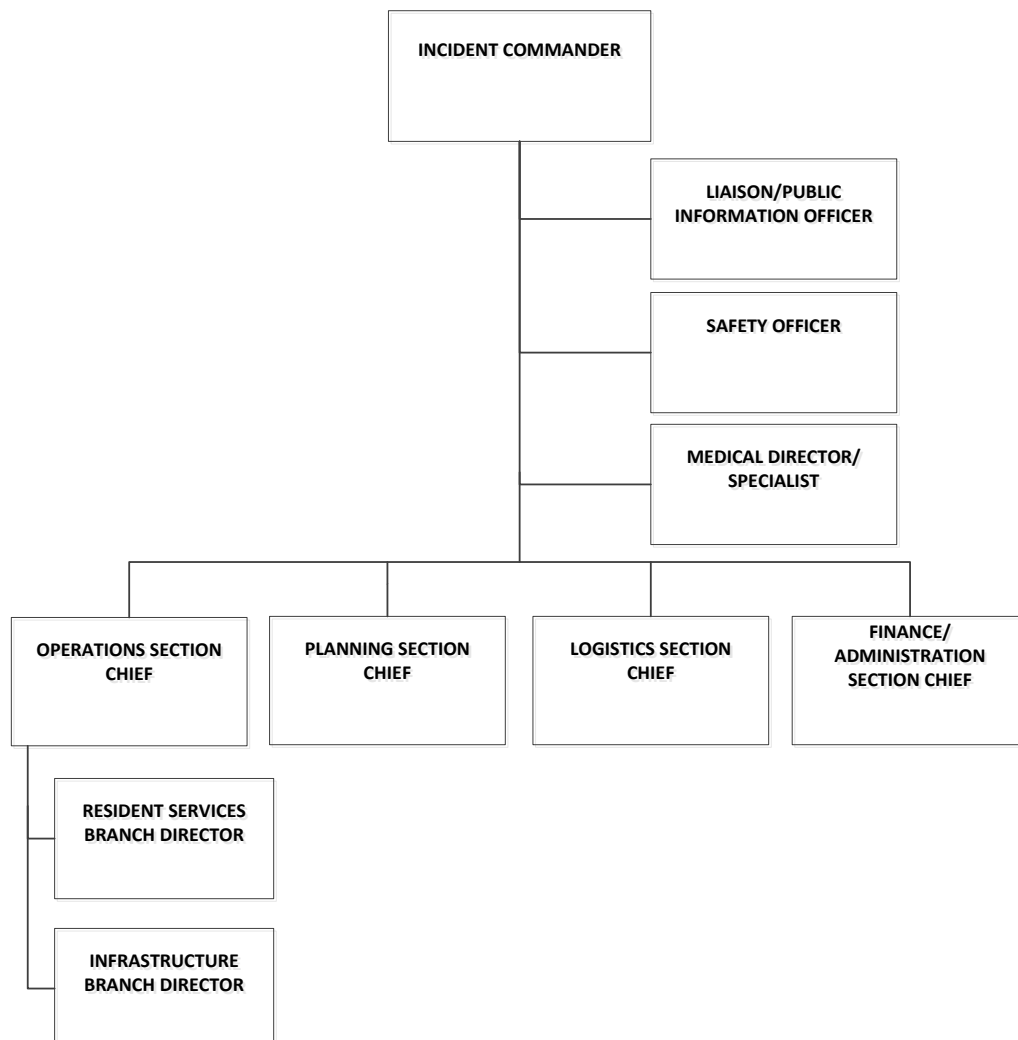 INCIDENT COMMANDER
LIAISON/PUBLIC
INFORMATION OFFICER
SAFETY OFFICER
MEDICAL DIRECTOR/
SPECIALIST
OPERATIONS SECTION
CHIEF
PLANNING SECTION
CHIEF
LOGISTICS SECTION
CHIEF
FINANCE/
ADMINISTRATION
SECTION CHIEF
RESIDENT SERVICES
BRANCH DIRECTOR
INFRASTRUCTURE
BRANCH DIRECTOR